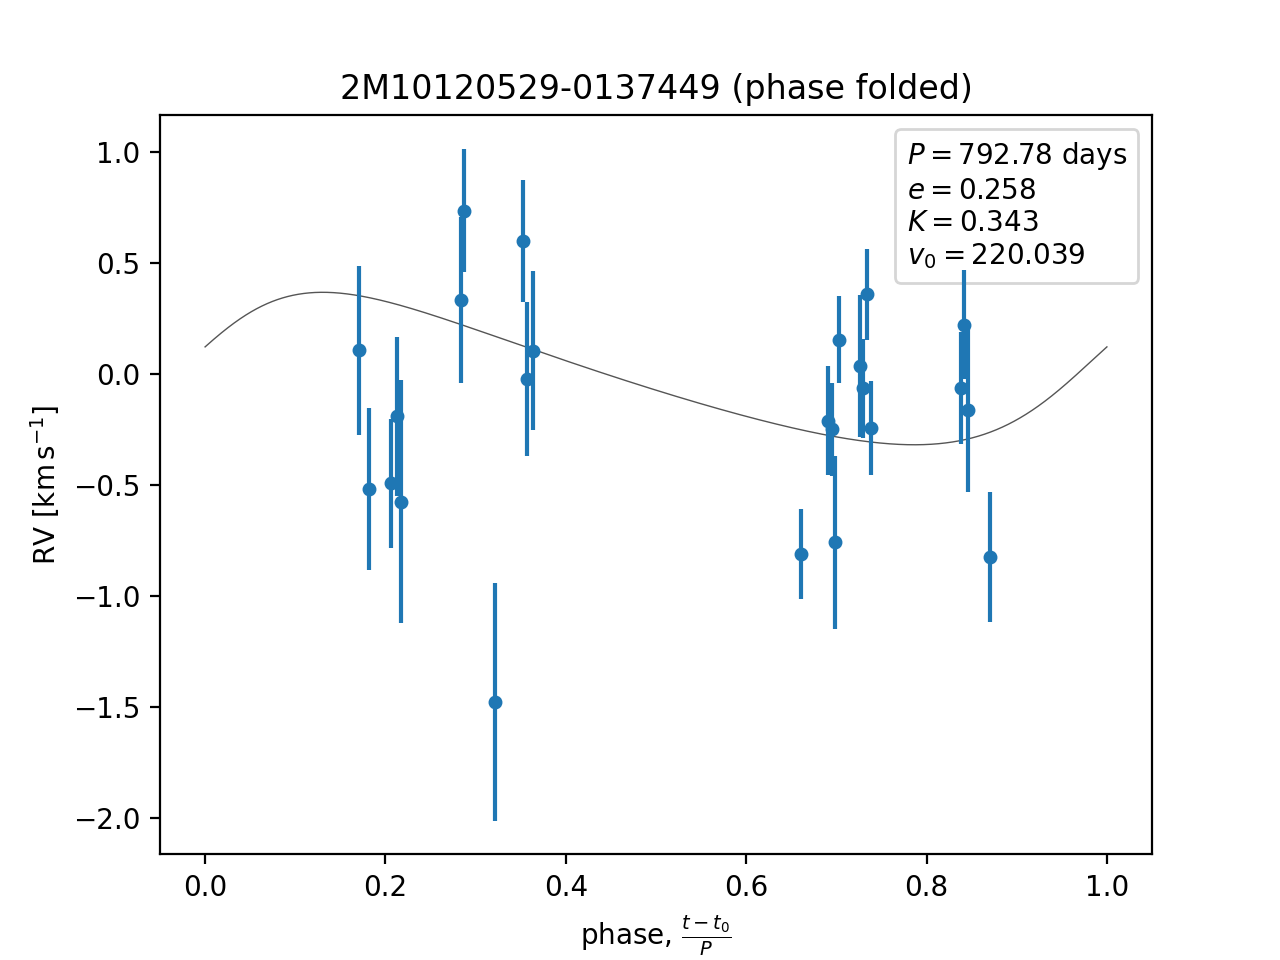 2M10120529-0137449 (phase folded)
P = 792.78 days
e = 0.258
K = 0.343
v₀ = 220.039
1.0
0.5
0.0
−0.5
−1.0
−1.5
−2.0
RV [km s⁻¹]
0.0 0.2 0.4 0.6 0.8 1.0
phase, (t − t₀)/P